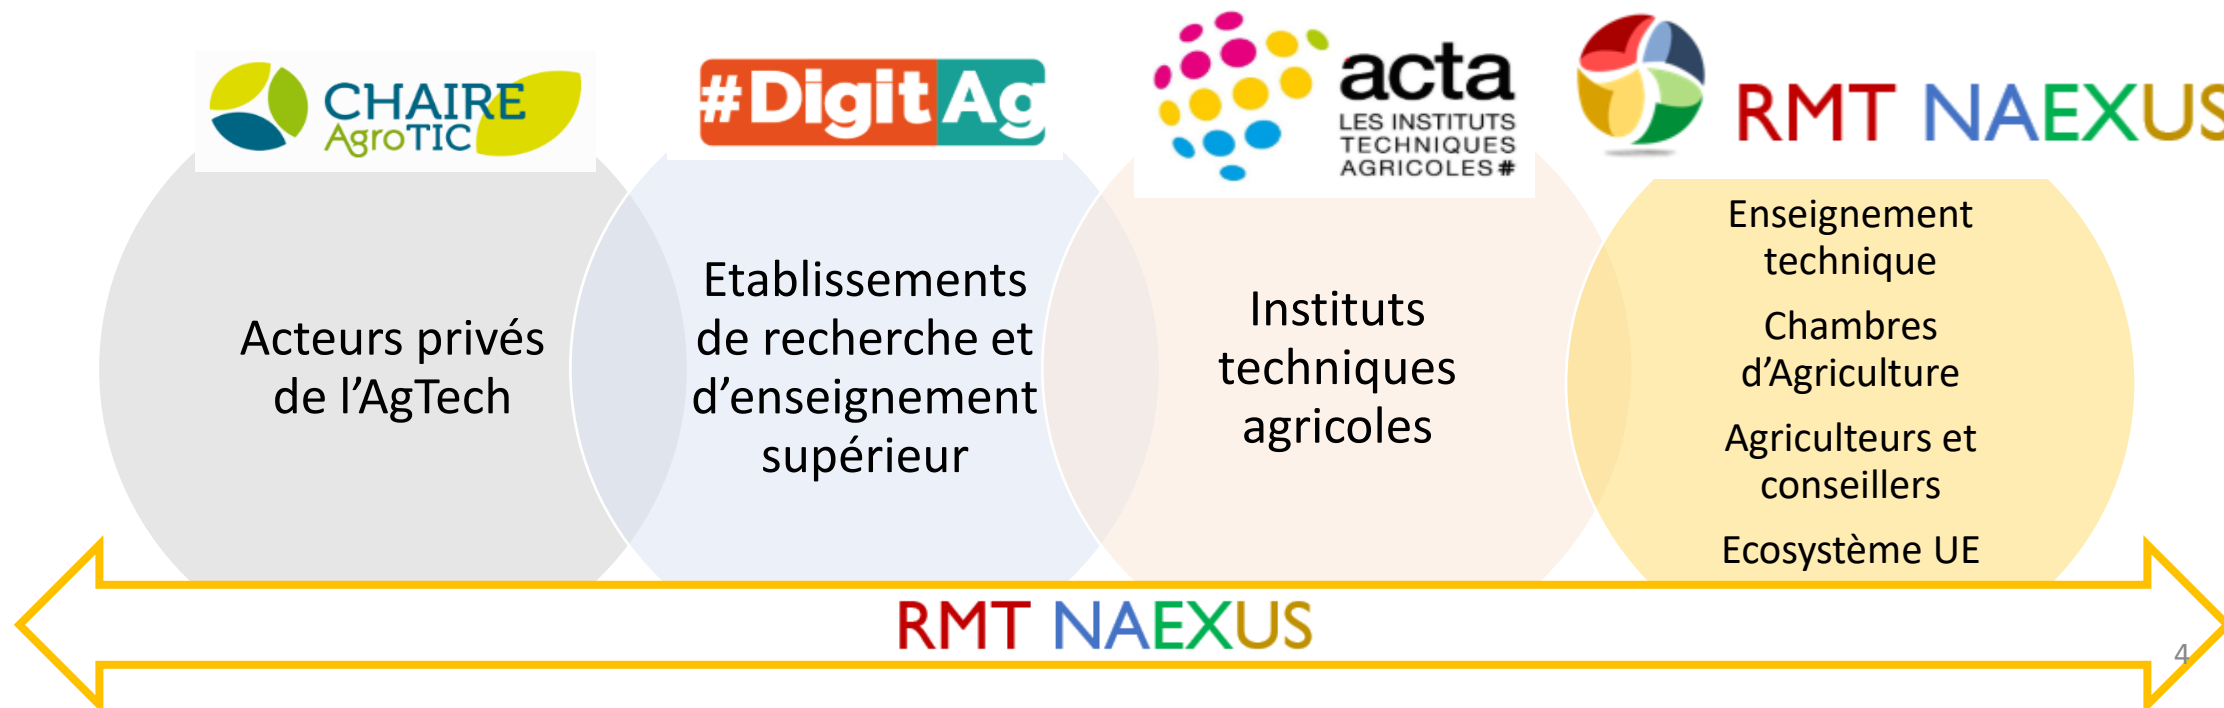 CHAIRE
AgroTIC
#DigitAg
acta
LES INSTITUTS
TECHNIQUES
AGRICOLES#
RMT NAEXUS
Acteurs privés
de l’AgTech
Etablissements
de recherche et
d’enseignement
supérieur
Instituts
techniques
agricoles
Enseignement
technique
Chambres
d’Agriculture
Agriculteurs et
conseillers
Ecosystème UE
RMT NAEXUS
4